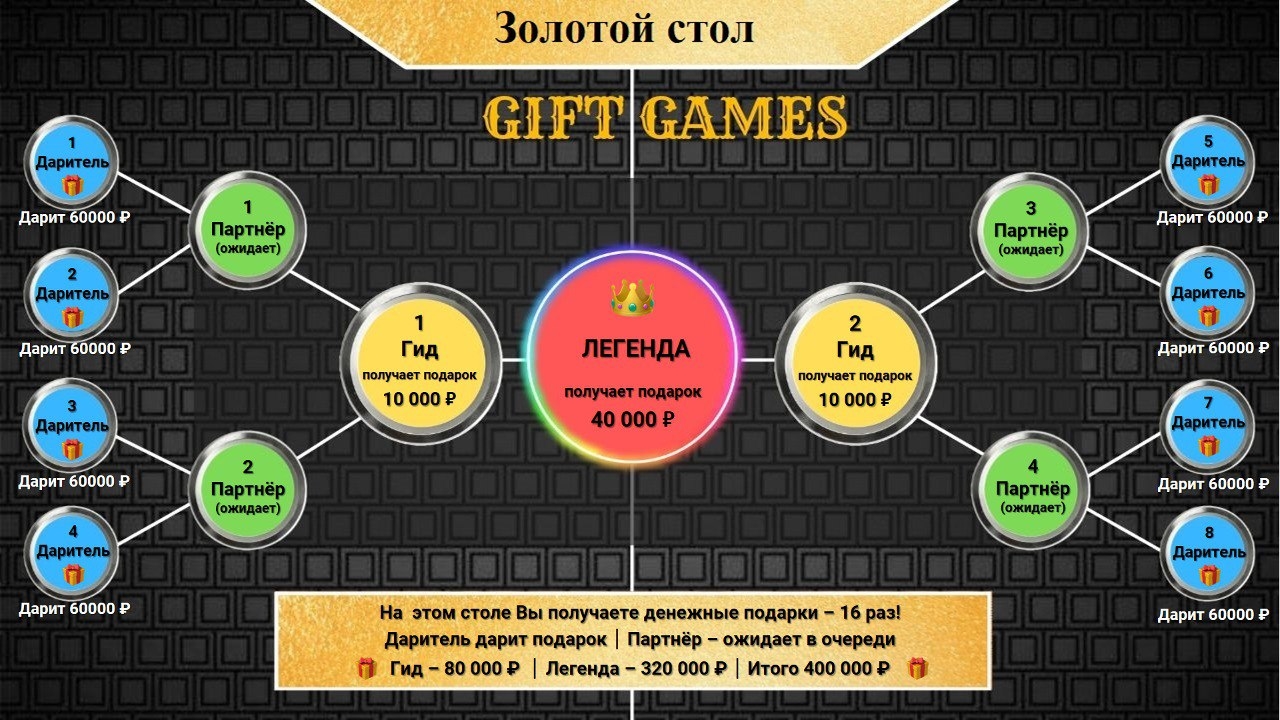 Золотой стол
GIFT GAMES
1
Даритель
Дарит 60000 ₽
2
Даритель
Дарит 60000 ₽
3
Даритель
Дарит 60000 ₽
4
Даритель
Дарит 60000 ₽
1
Партнёр
(ожидает)
2
Партнёр
(ожидает)
1
Гид
получает подарок
10 000 ₽
ЛЕГЕНДА
получает подарок
40 000 ₽
2
Гид
получает подарок
10 000 ₽
3
Партнёр
(ожидает)
4
Партнёр
(ожидает)
5
Даритель
Дарит 60000 ₽
6
Даритель
Дарит 60000 ₽
7
Даритель
Дарит 60000 ₽
8
Даритель
Дарит 60000 ₽
На этом столе Вы получаете денежные подарки – 16 раз!
Даритель дарит подарок | Партнёр – ожидает в очереди
Гид – 80 000 ₽ | Легенда – 320 000 ₽ | Итого 400 000 ₽